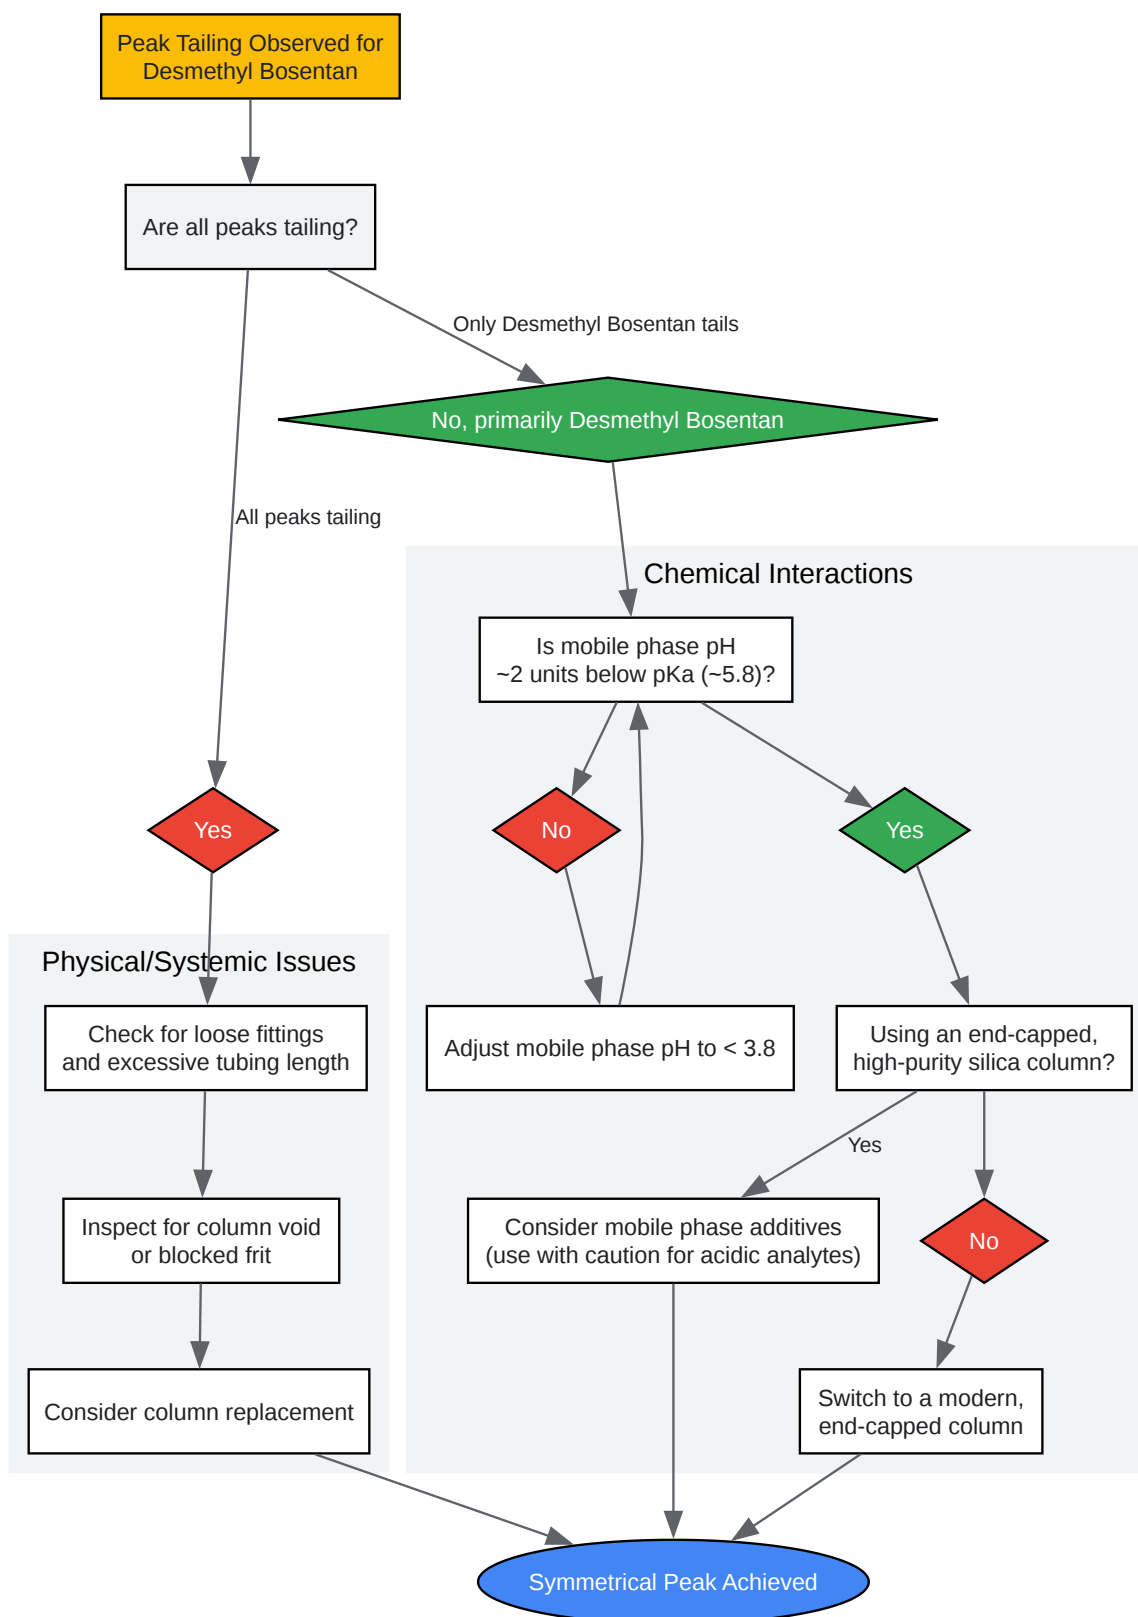 Peak Tailing Observed for
Desmethyl Bosentan
Are all peaks tailing?
Only Desmethyl Bosentan tails
No, primarily Desmethyl Bosentan
All peaks tailing
Chemical Interactions
Is mobile phase pH
~2 units below pKa (~5.8)?
Yes
No
Yes
Physical/Systemic Issues
Check for loose fittings
and excessive tubing length
Adjust mobile phase pH to < 3.8
Using an end-capped,
high-purity silica column?
Yes
Inspect for column void
or blocked frit
Consider mobile phase additives
(use with caution for acidic analytes)
No
Consider column replacement
Switch to a modern,
end-capped column
Symmetrical Peak Achieved